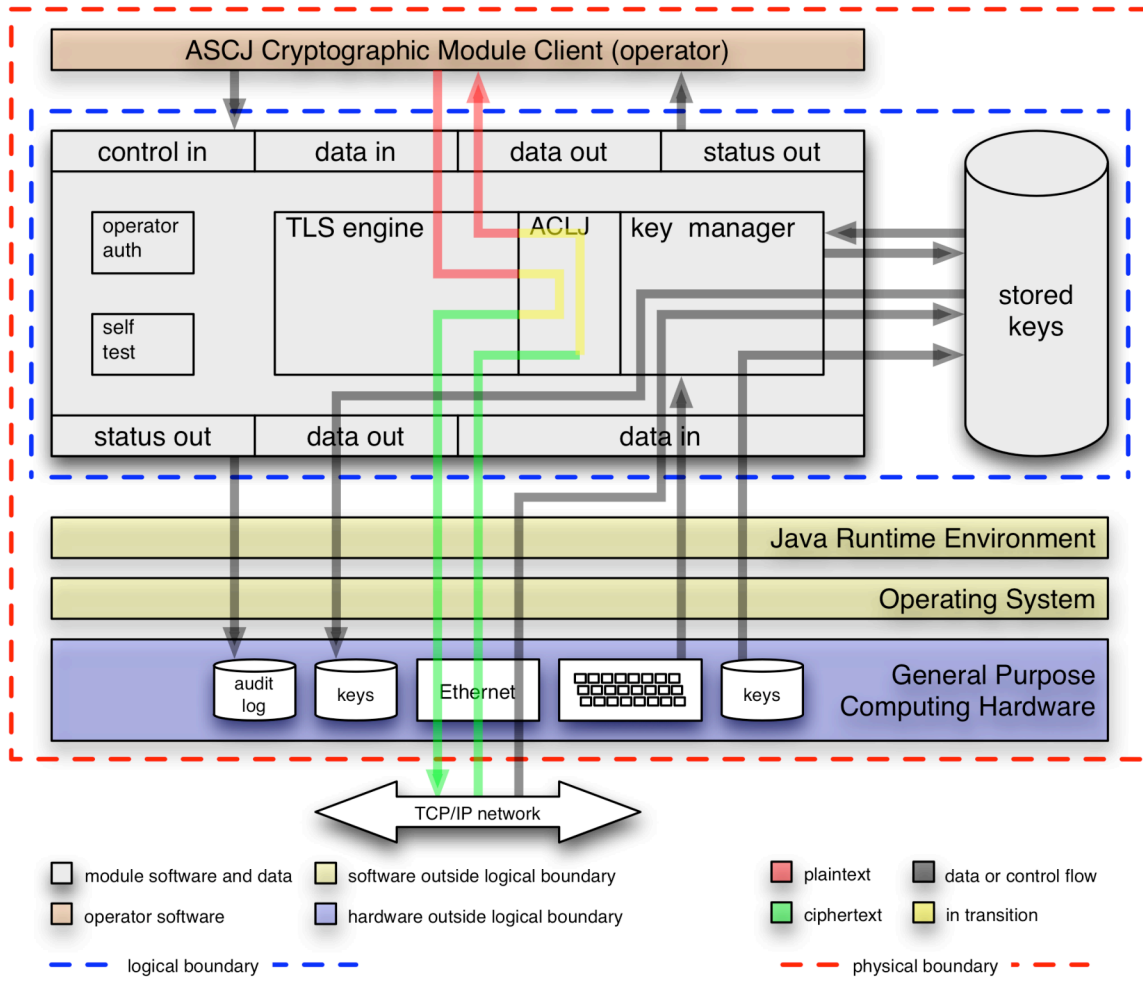 ASCJ Cryptographic Module Client (operator)
control in
data in
data out
status out
operator
auth
TLS engine
ACLJ
key manager
self
test
stored
keys
status out
data out
data in
Java Runtime Environment
Operating System
audit
log
keys
Ethernet
keys
General Purpose
Computing Hardware
TCP/IP network
module software and data
software outside logical boundary
plaintext
data or control flow
operator software
hardware outside logical boundary
ciphertext
in transition
logical boundary
physical boundary